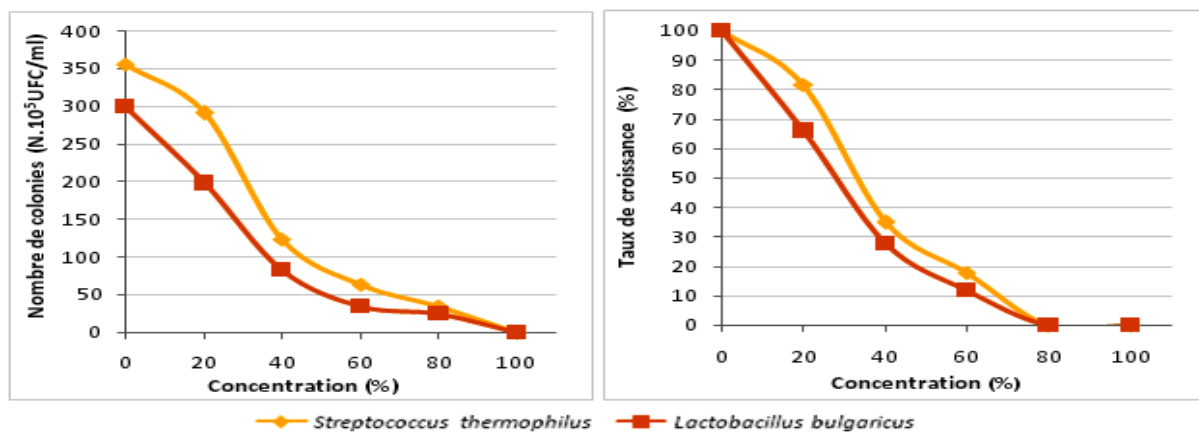 Nombre de colonies (N.10⁵UFC/ml)
400
350
300
250
200
150
100
50
0
0 20 40 60 80 100
Concentration (%)
Taux de croissance (%)
100
90
80
70
60
50
40
30
20
10
0
0 20 40 60 80 100
Concentration (%)
Streptococcus thermophilus Lactobacillus bulgaricus